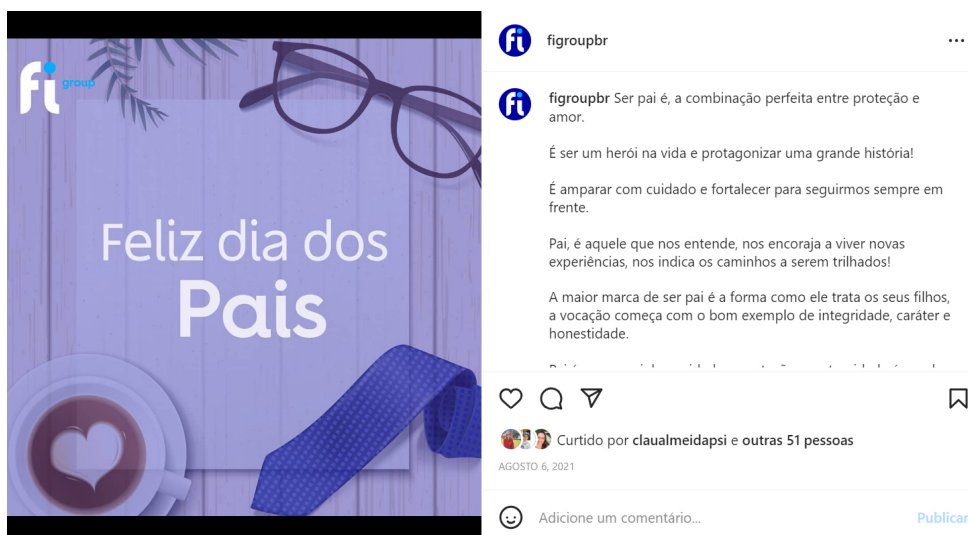 fi group
Feliz dia dos
Pais
figroupbr
figroupbr Ser pai é, a combinação perfeita entre proteção e
amor.
É ser um herói na vida e protagonizar uma grande história!
É amparar com cuidado e fortalecer para seguirmos sempre em
frente.
Pai, é aquele que nos entende, nos encoraja a viver novas
experiências, nos indica os caminhos a serem trilhados!
A maior marca de ser pai é a forma como ele trata os seus filhos,
a vocação começa com o bom exemplo de integridade, caráter e
honestidade.
Curtido por claualmeidapsi e outras 51 pessoas
AGOSTO 6, 2021
Adicione um comentário...
Publicar